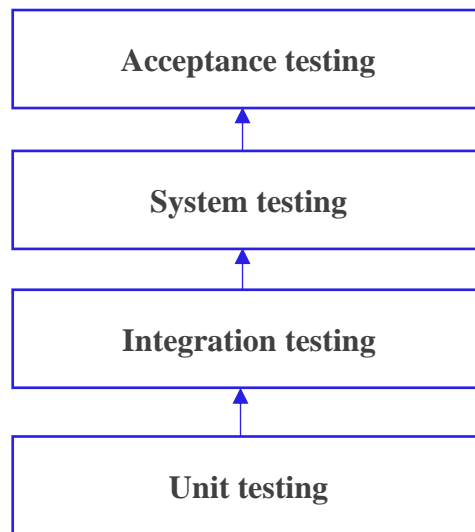 Acceptance testing
System testing
Integration testing
Unit testing